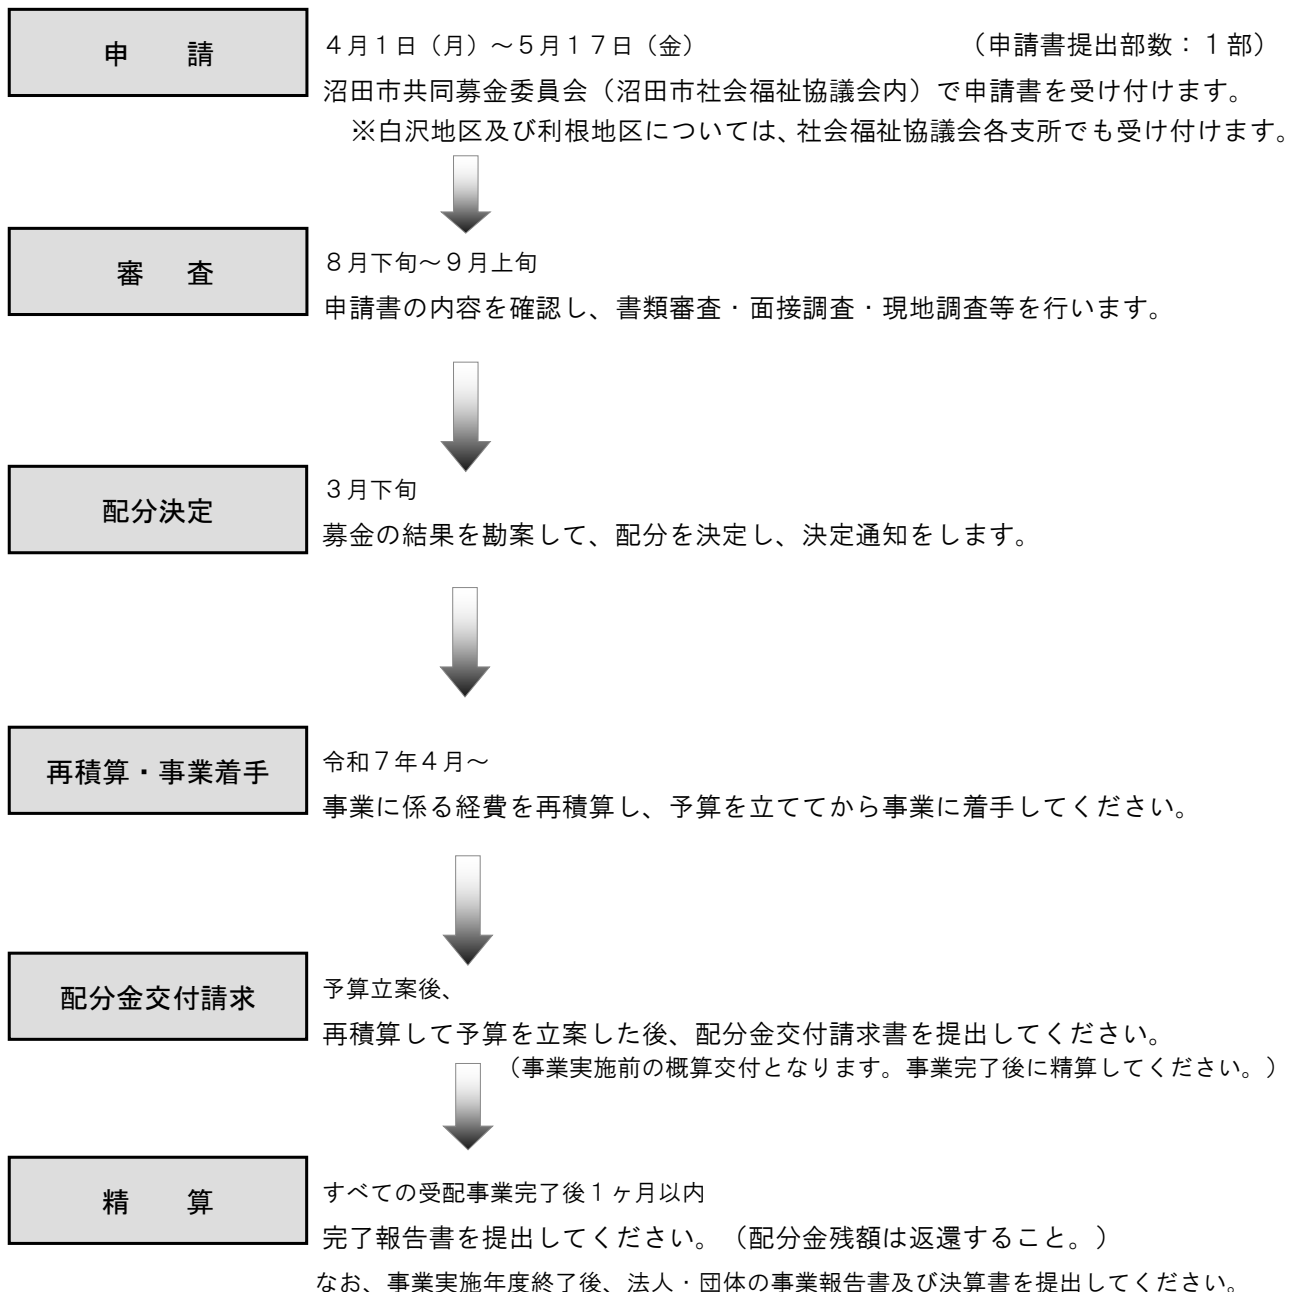 申　　請
４月１日（月）～５月１７日（金）　（申請書提出部数：１部）
沼田市共同募金委員会（沼田市社会福祉協議会内）で申請書を受け付けます。
※白沢地区及び利根地区については、社会福祉協議会各支所でも受け付けます。
審　　査
８月下旬～９月上旬
申請書の内容を確認し、書類審査・面接調査・現地調査等を行います。
配分決定
３月下旬
募金の結果を勘案して、配分を決定し、決定通知をします。
再積算・事業着手
令和７年４月～
事業に係る経費を再積算し、予算を立ててから事業に着手してください。
配分金交付請求
予算立案後、
再積算して予算を立案した後、配分金交付請求書を提出してください。
（事業実施前の概算交付となります。事業完了後に精算してください。）
精　　算
すべての受配事業完了後１ヶ月以内
完了報告書を提出してください。（配分金残額は返還すること。）
なお、事業実施年度終了後、法人・団体の事業報告書及び決算書を提出してください。